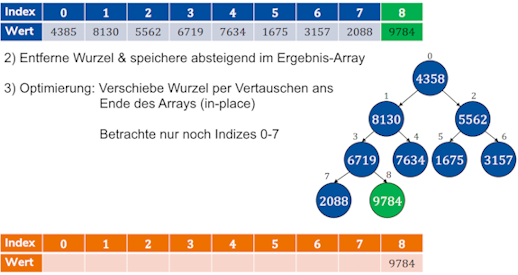 Index 0 1 2 3 4 5 6 7 8
Wert 4385 8130 5562 6719 7634 1675 3157 2088 9784
2) Entferne Wurzel & speichere absteigend im Ergebnis-Array
3) Optimierung: Verschiebe Wurzel per Vertauschen ans
Ende des Arrays (in-place)
Betrachte nur noch Indizes 0-7
0
4358
1 2
8130 5562
3 4 5 6
6719 7634 1675 3157
7 8
2088 9784
Index 0 1 2 3 4 5 6 7 8
Wert 9784